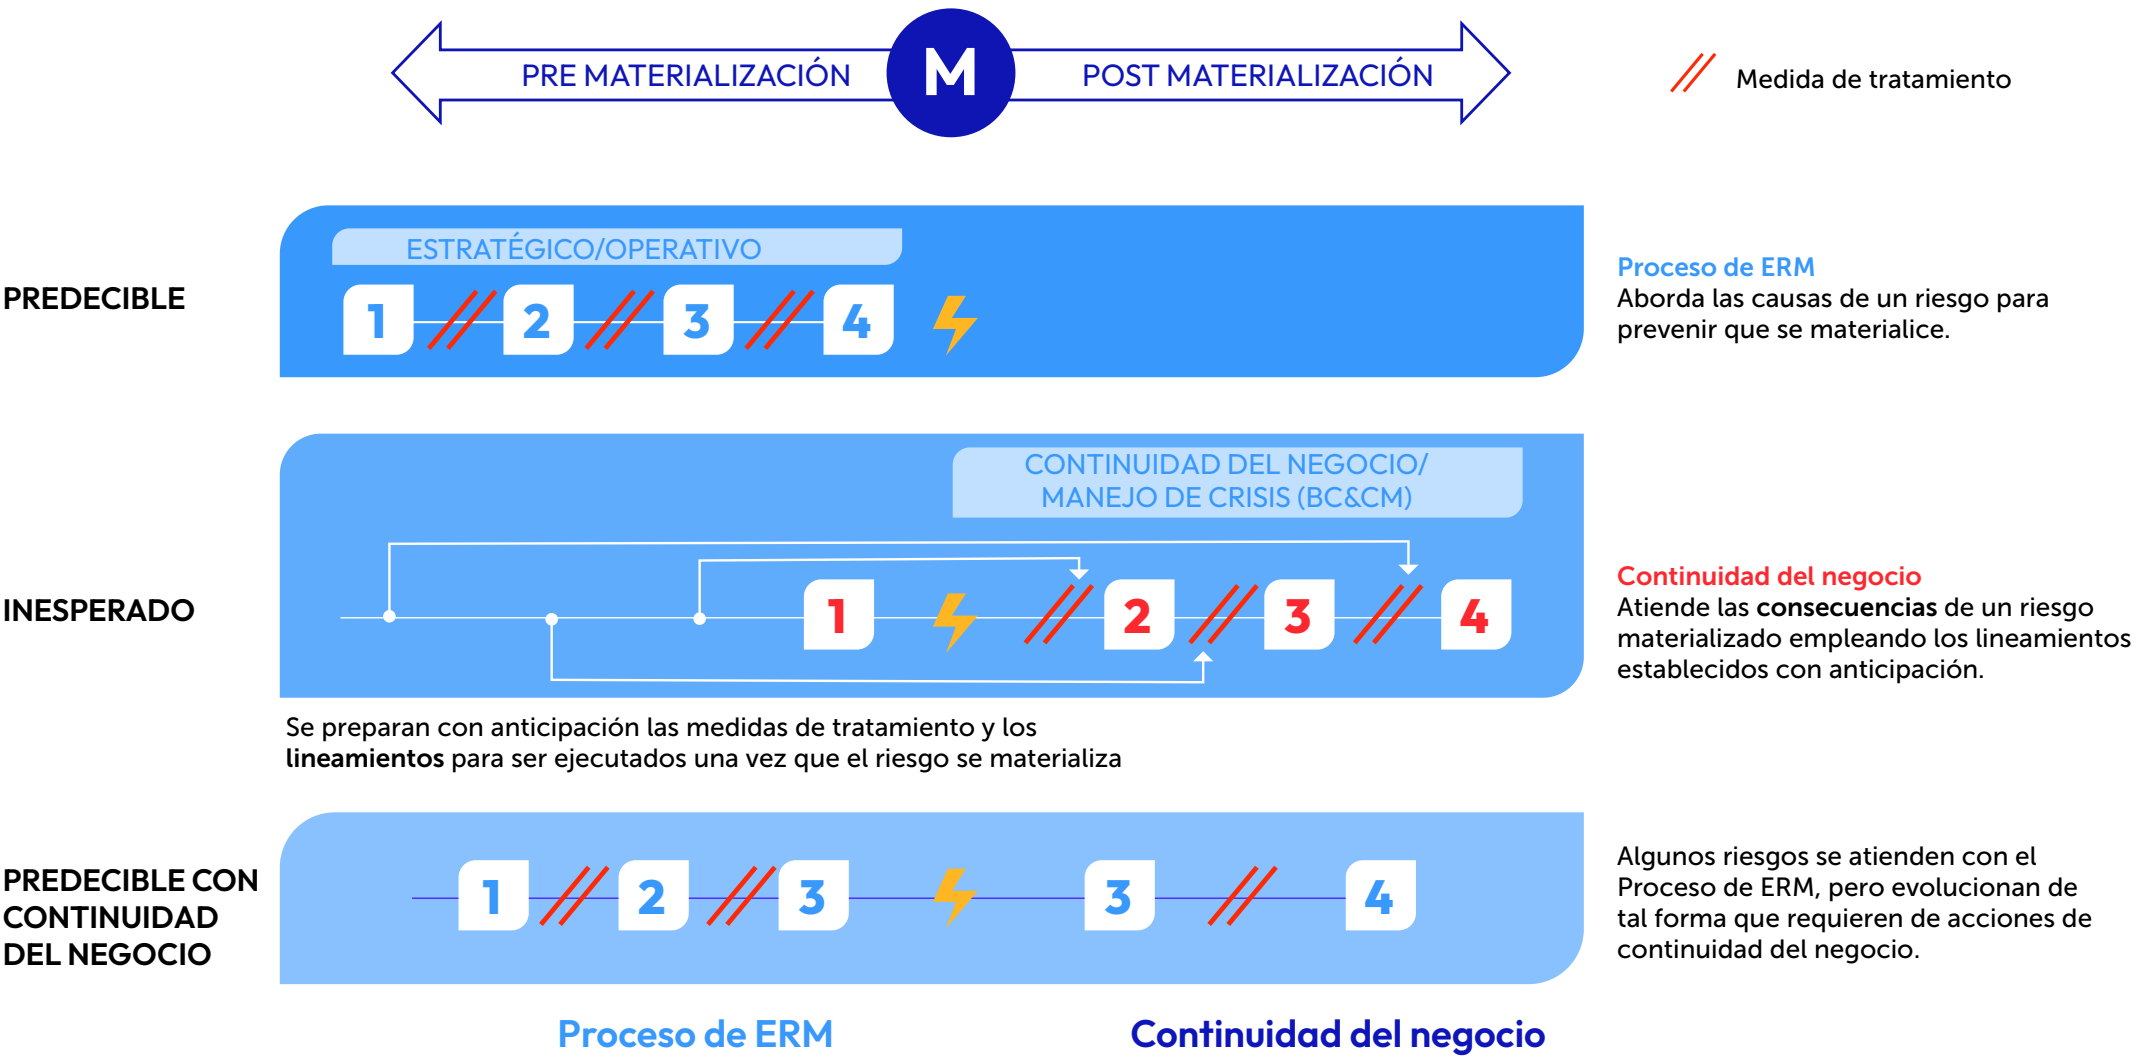 PRE MATERIALIZACIÓN
M
POST MATERIALIZACIÓN
Medida de tratamiento
PREDECIBLE
ESTRATÉGICO/OPERATIVO
1
2
3
4
Proceso de ERM
Aborda las causas de un riesgo para
prevenir que se materialice.
INESPERADO
CONTINUIDAD DEL NEGOCIO/
MANEJO DE CRISIS (BC&CM)
1
2
3
4
Continuidad del negocio
Atiende las consecuencias de un riesgo
materializado empleando los lineamientos
establecidos con anticipación.
Se preparan con anticipación las medidas de tratamiento y los
lineamientos para ser ejecutados una vez que el riesgo se materializa
PREDECIBLE CON
CONTINUIDAD
DEL NEGOCIO
1
2
3
3
4
Algunos riesgos se atienden con el
Proceso de ERM, pero evolucionan de
tal forma que requieren de acciones de
continuidad del negocio.
Proceso de ERM
Continuidad del negocio